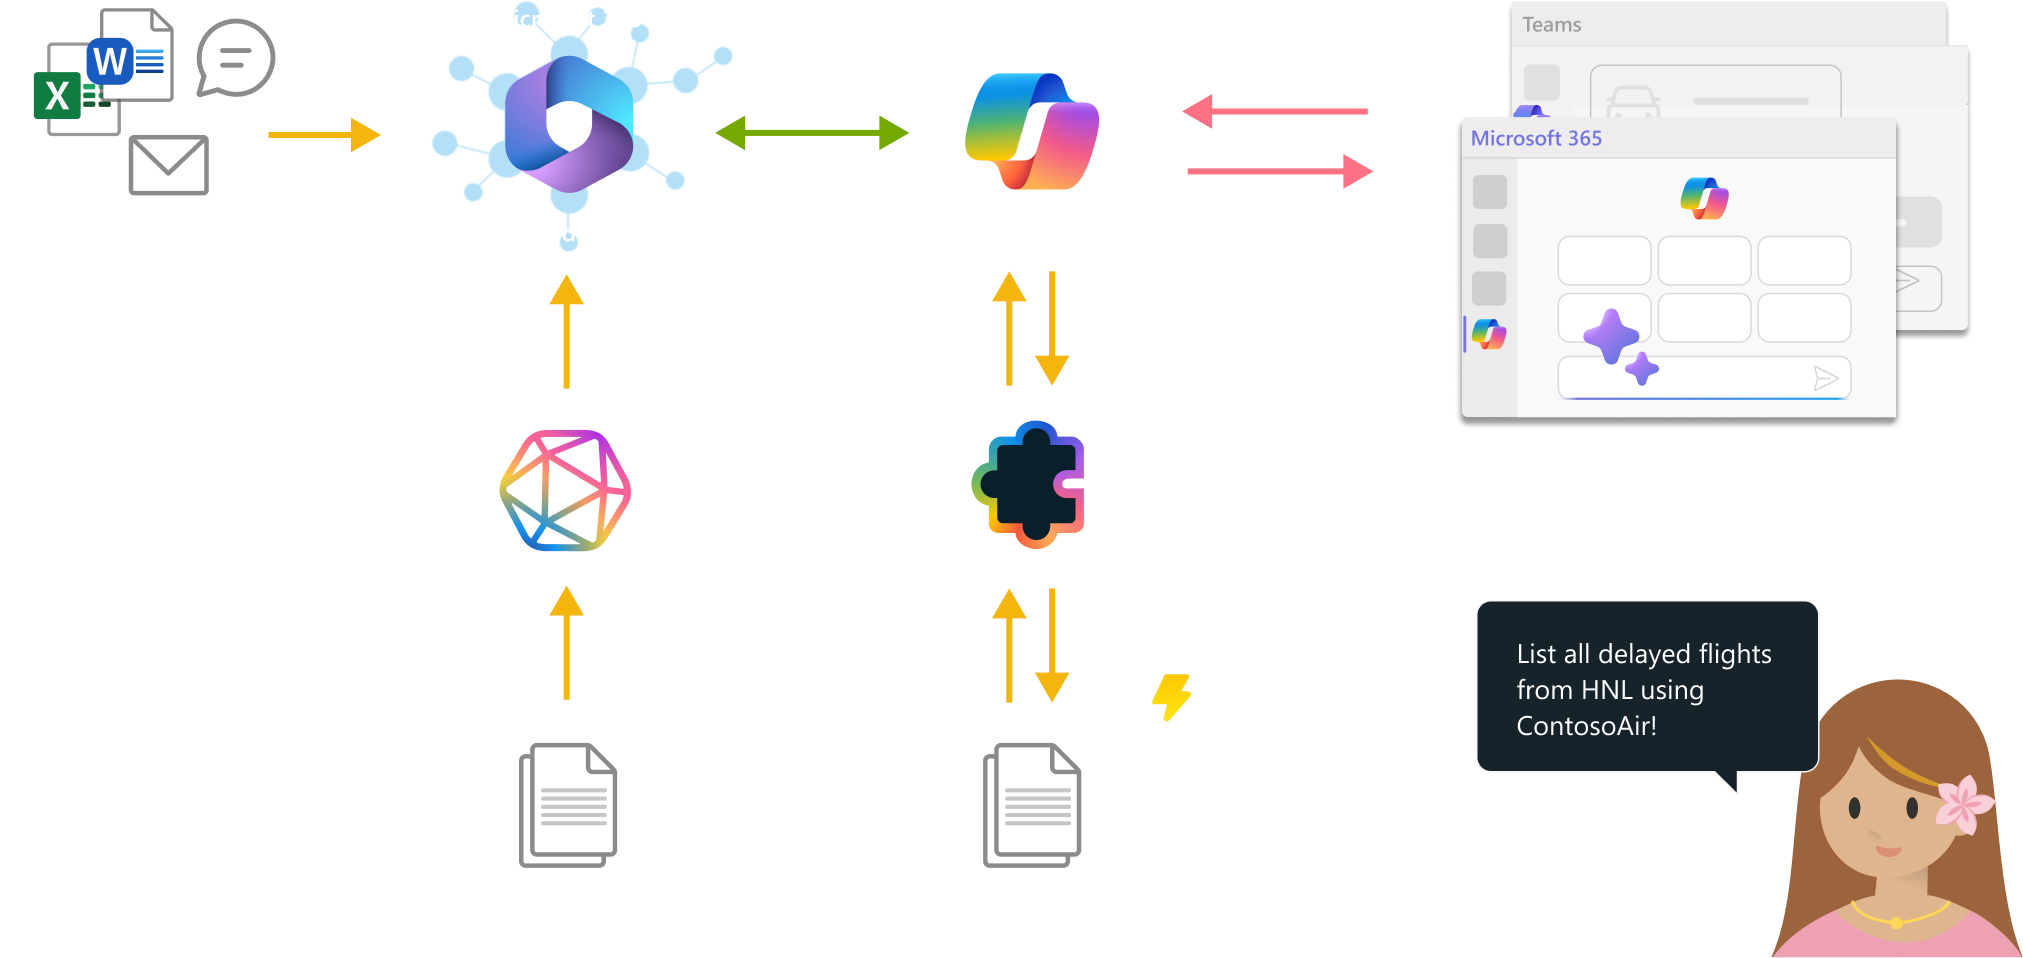 Teams
Microsoft 365
W
X
List all delayed flights
from HNL using
ContosoAir!